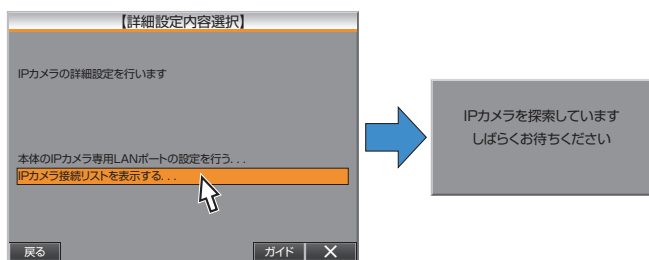 【詳細設定内容選択】
IPカメラの詳細設定を行います
本体のIPカメラ専用LANポートの設定を行う...
IPカメラ接続リストを表示する...
戻る
ガイド
IPカメラを探索しています
しばらくお待ちください